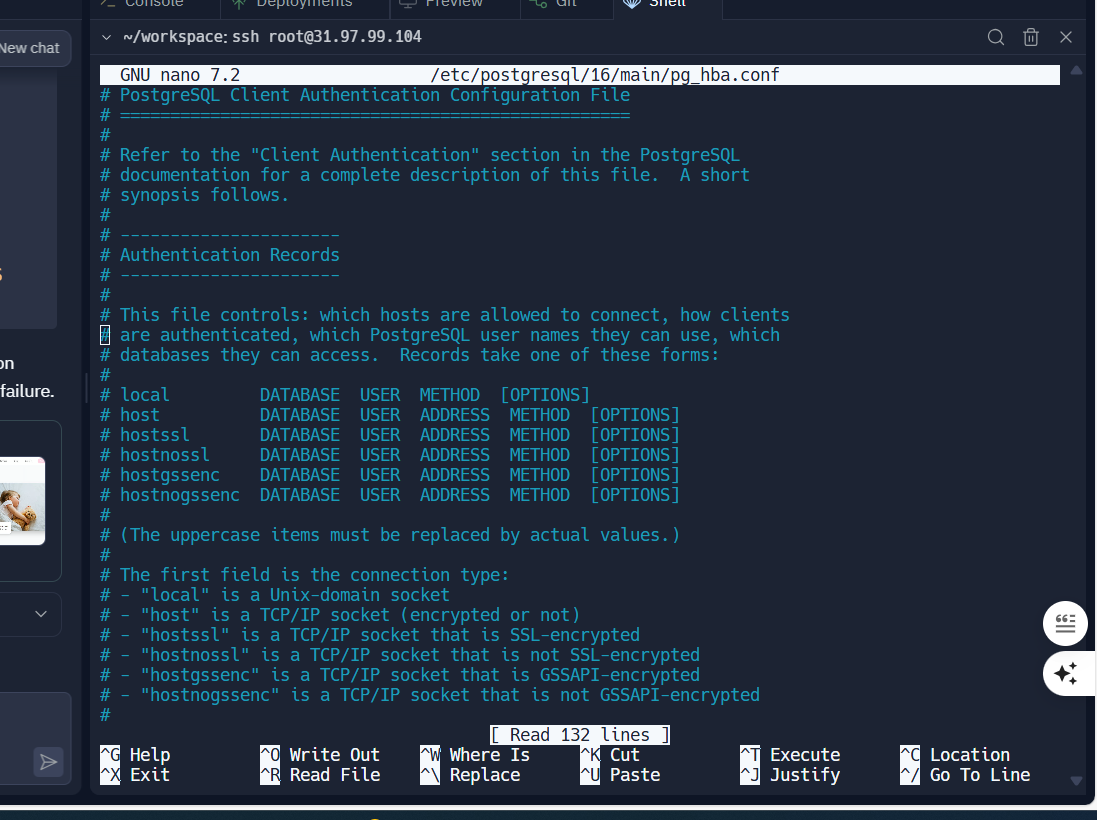 Console
Deployments
Preview
Git
Shell
New chat
~/workspace: ssh root@31.97.99.104
GNU nano 7.2 /etc/postgresql/16/main/pg_hba.conf
# PostgreSQL Client Authentication Configuration File
# ===================================================
#
# Refer to the "Client Authentication" section in the PostgreSQL
# documentation for a complete description of this file.  A short
# synopsis follows.
#
# ----------------------
# Authentication Records
# ----------------------
#
# This file controls: which hosts are allowed to connect, how clients
# are authenticated, which PostgreSQL user names they can use, which
# databases they can access.  Records take one of these forms:
#
# local         DATABASE  USER  METHOD  [OPTIONS]
# host          DATABASE  USER  ADDRESS  METHOD  [OPTIONS]
# hostssl       DATABASE  USER  ADDRESS  METHOD  [OPTIONS]
# hostnossl     DATABASE  USER  ADDRESS  METHOD  [OPTIONS]
# hostgssenc    DATABASE  USER  ADDRESS  METHOD  [OPTIONS]
# hostnogssenc  DATABASE  USER  ADDRESS  METHOD  [OPTIONS]
#
# (The uppercase items must be replaced by actual values.)
#
# The first field is the connection type:
# - "local" is a Unix-domain socket
# - "host" is a TCP/IP socket (encrypted or not)
# - "hostssl" is a TCP/IP socket that is SSL-encrypted
# - "hostnossl" is a TCP/IP socket that is not SSL-encrypted
# - "hostgssenc" is a TCP/IP socket that is GSSAPI-encrypted
# - "hostnogssenc" is a TCP/IP socket that is not GSSAPI-encrypted
#
[ Read 132 lines ]
^G Help ^O Write Out ^W Where Is ^K Cut ^T Execute ^C Location
^X Exit ^R Read File ^\ Replace ^U Paste ^J Justify ^/ Go To Line
on
failure.